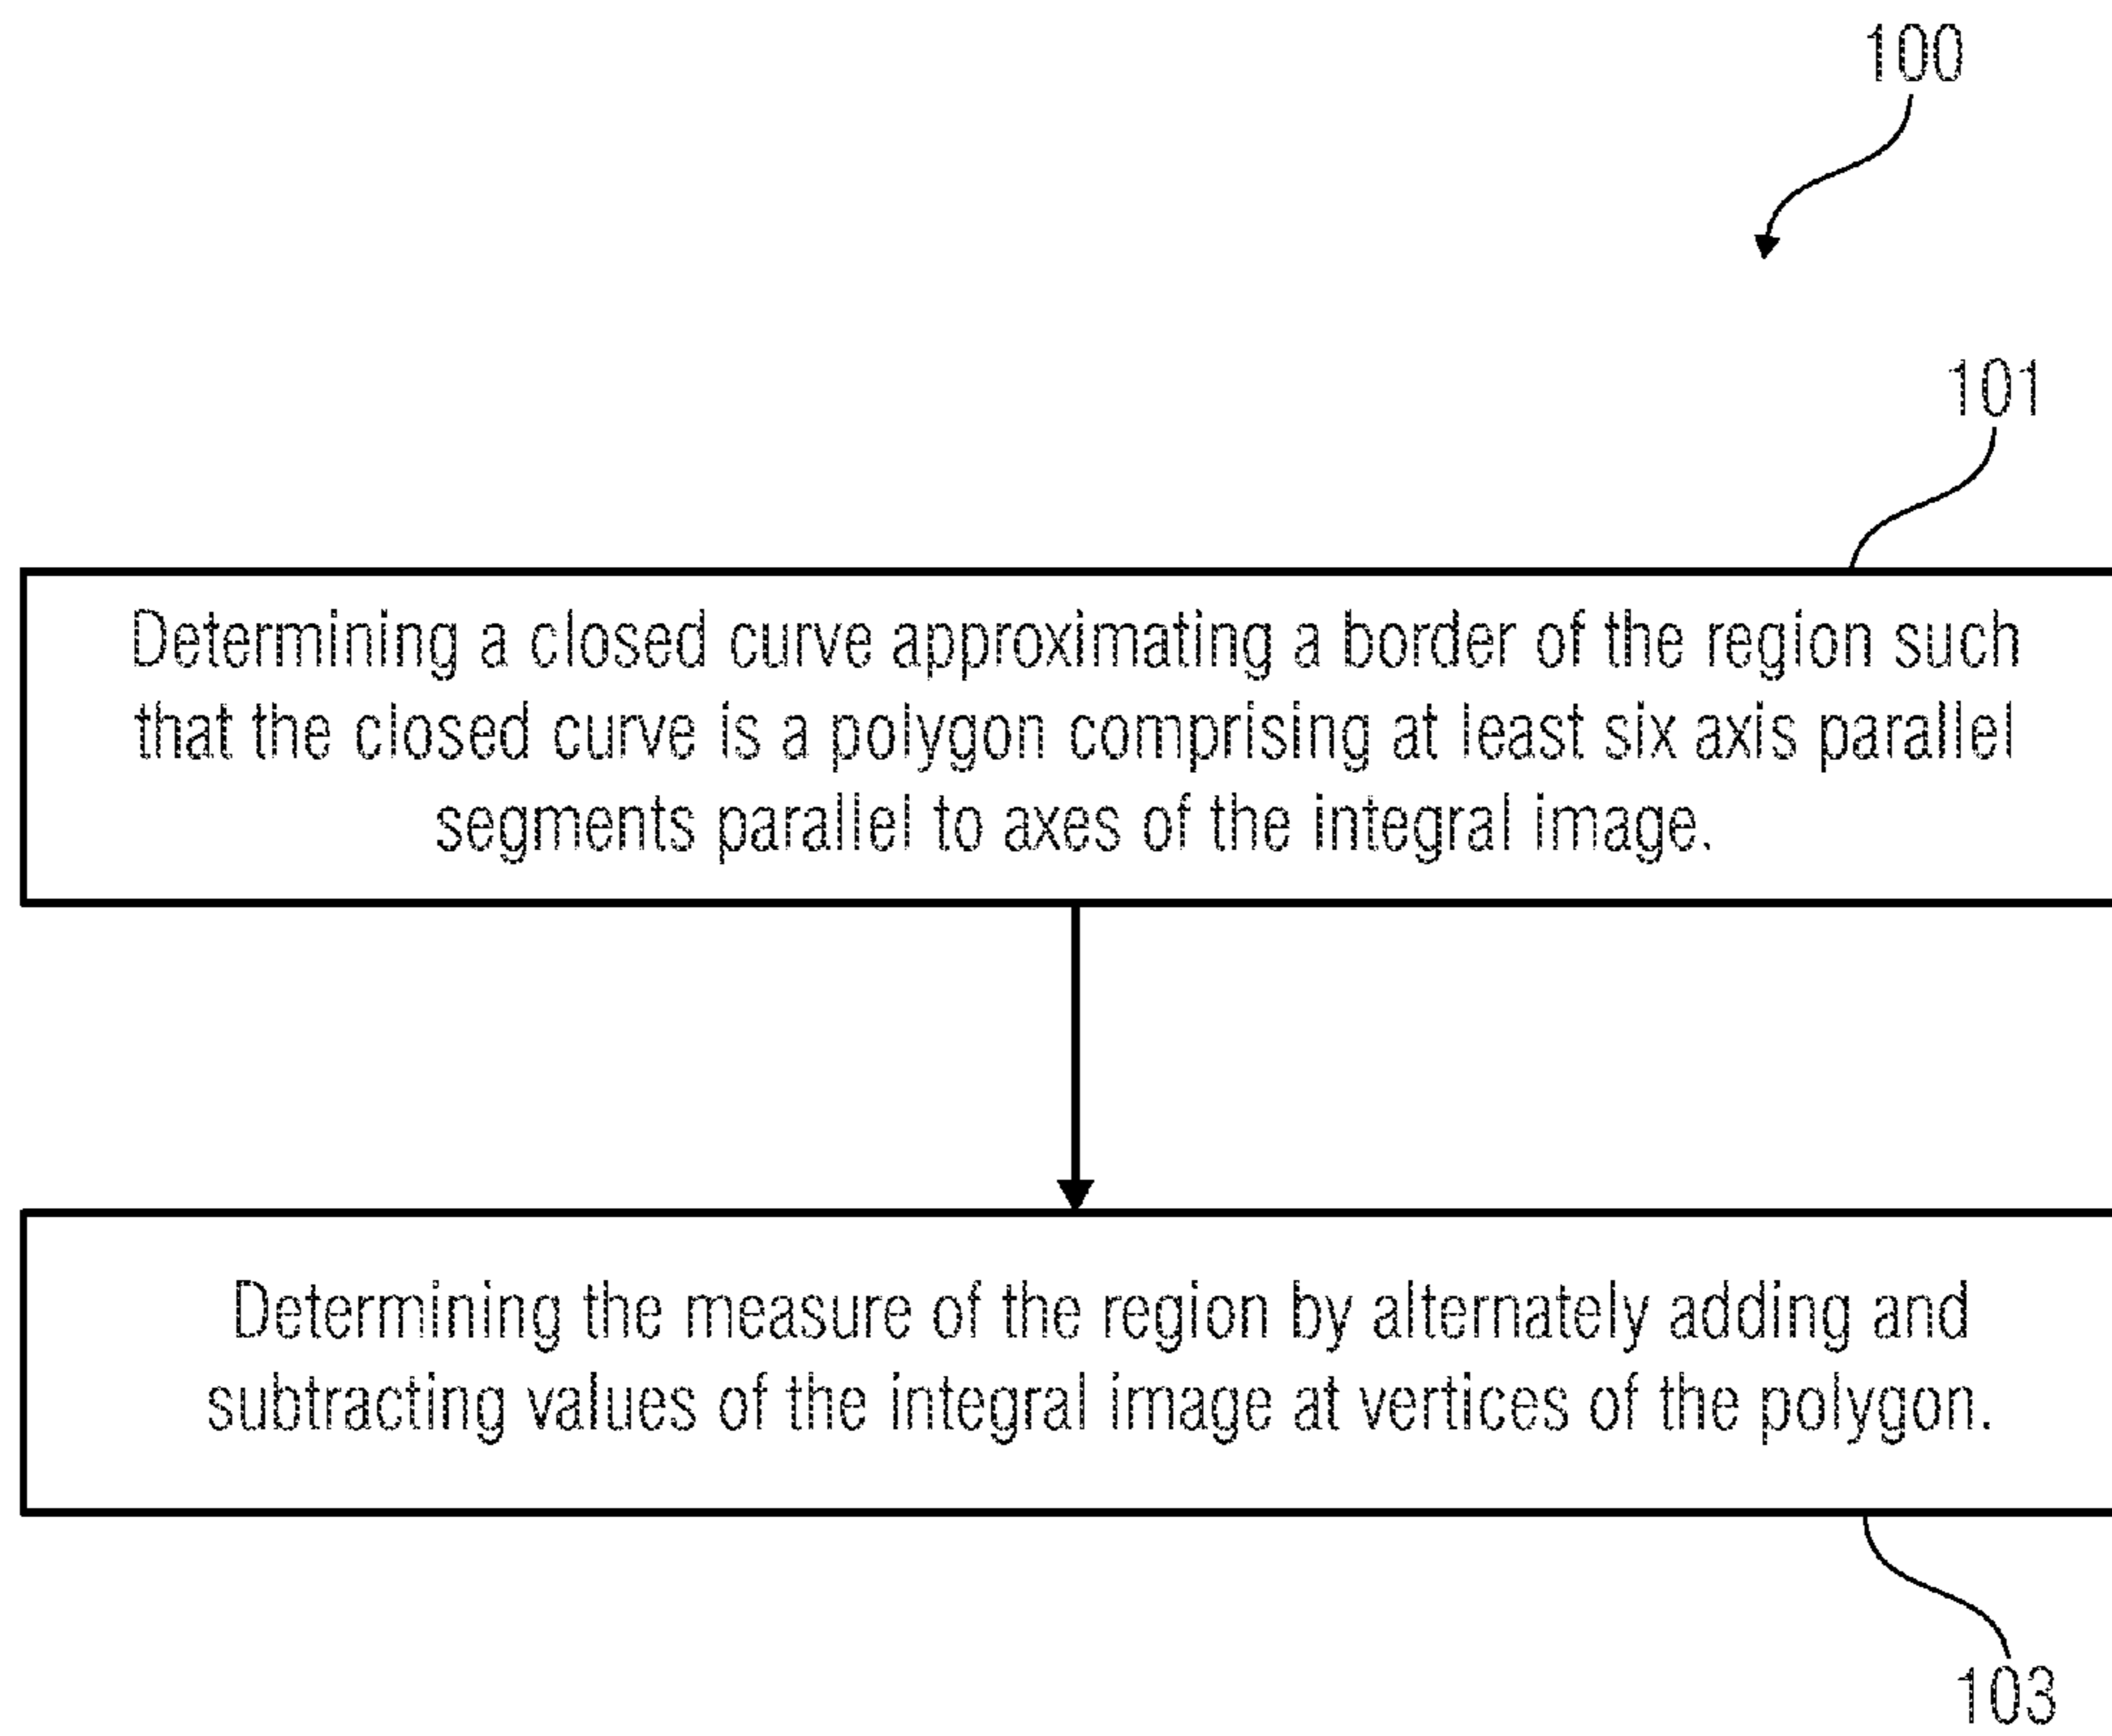 100
101
Determining a closed curve approximating a border of the region such
that the closed curve is a polygon comprising at least six axis parallel
segments parallel to axes of the integral image.
Determining the measure of the region by alternately adding and
subtracting values of the integral image at vertices of the polygon.
103